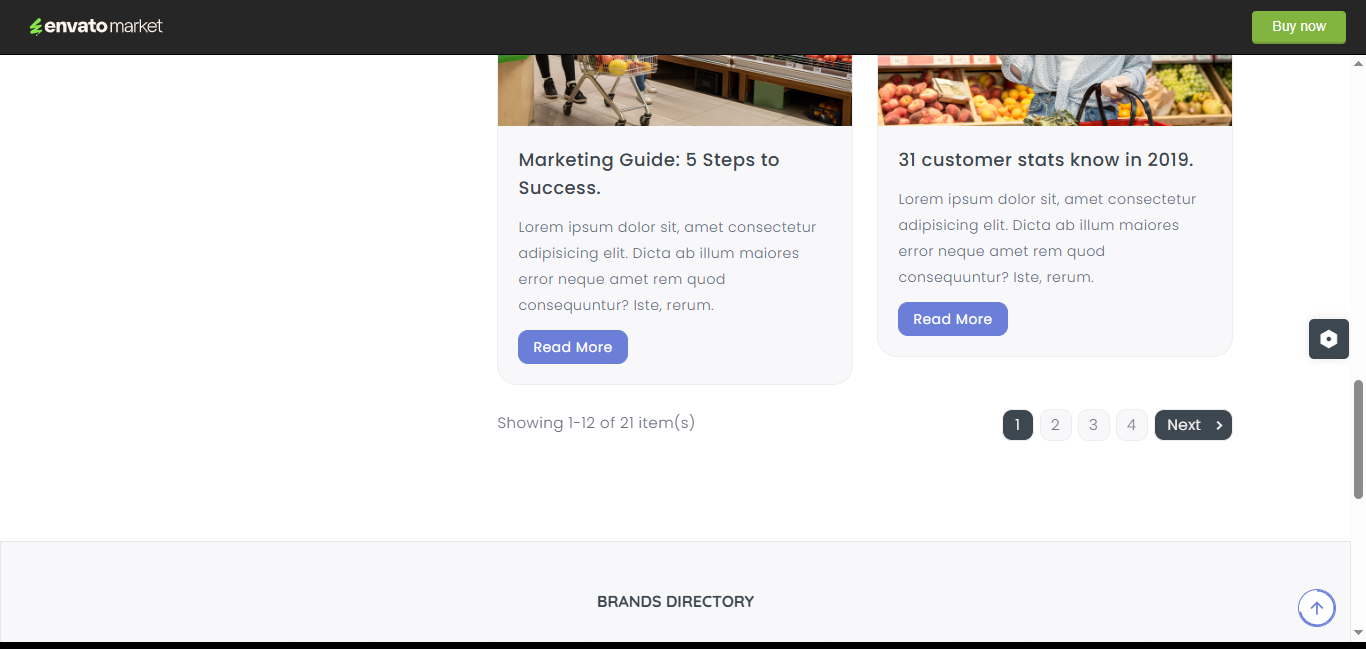 envato market
Buy now
Marketing Guide: 5 Steps to
Success.
Lorem ipsum dolor sit, amet consectetur
adipisicing elit. Dicta ab illum maiores
error neque amet rem quod
consequuntur? Iste, rerum.
Read More
31 customer stats know in 2019.
Lorem ipsum dolor sit, amet consectetur
adipisicing elit. Dicta ab illum maiores
error neque amet rem quod
consequuntur? Iste, rerum.
Read More
Showing 1-12 of 21 item(s)
1 2 3 4 Next
BRANDS DIRECTORY